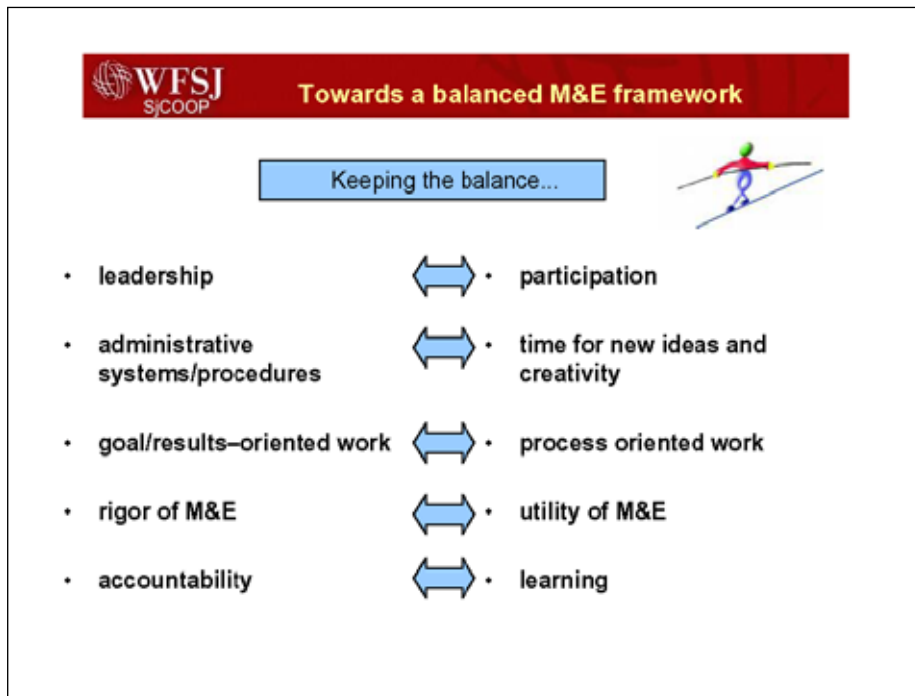 WFSJ
SjCOOP
Towards a balanced M&E framework
Keeping the balance...
• leadership
• participation
• administrative
systems/procedures
• time for new ideas and
creativity
• goal/results–oriented work
• process oriented work
• rigor of M&E
• utility of M&E
• accountability
• learning